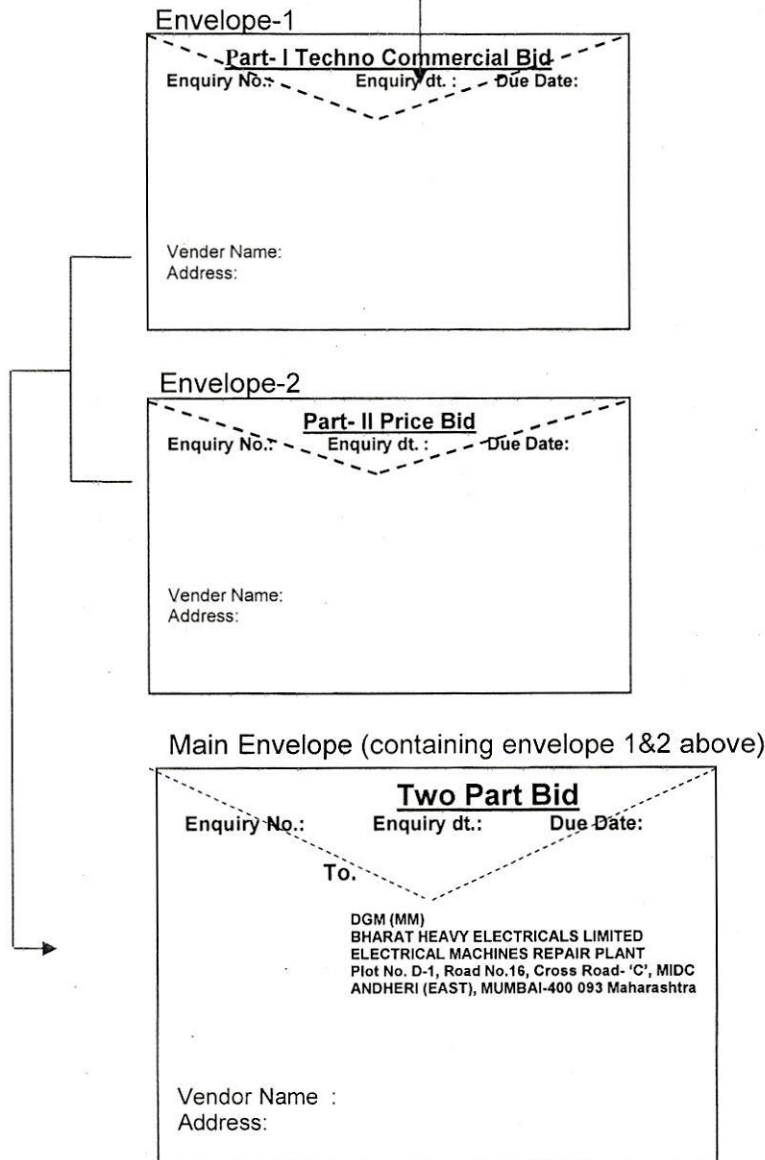 Envelope-1
Part- I Techno Commercial Bid
Enquiry No.: Enquiry dt. : Due Date:
Vender Name:
Address:
Envelope-2
Part- II Price Bid
Enquiry No.: Enquiry dt. : Due Date:
Vender Name:
Address:
Main Envelope (containing envelope 1&2 above)
Two Part Bid
Enquiry No.: Enquiry dt.: Due Date:
To.
DGM (MM)
BHARAT HEAVY ELECTRICALS LIMITED
ELECTRICAL MACHINES REPAIR PLANT
Plot No. D-1, Road No.16, Cross Road- ‘C’, MIDC
ANDHERI (EAST), MUMBAI-400 093 Maharashtra
Vendor Name :
Address: